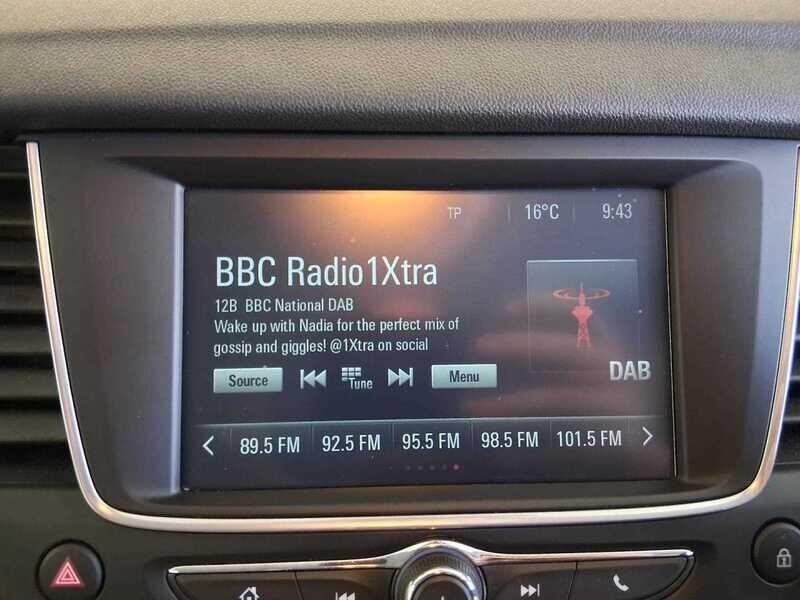 TP 16°C 9:43
BBC Radio1Xtra
12B BBC National DAB
Wake up with Nadia for the perfect mix of
gossip and giggles! @1Xtra on social
DAB
Source Tune Menu
89.5 FM 92.5 FM 95.5 FM 98.5 FM 101.5 FM